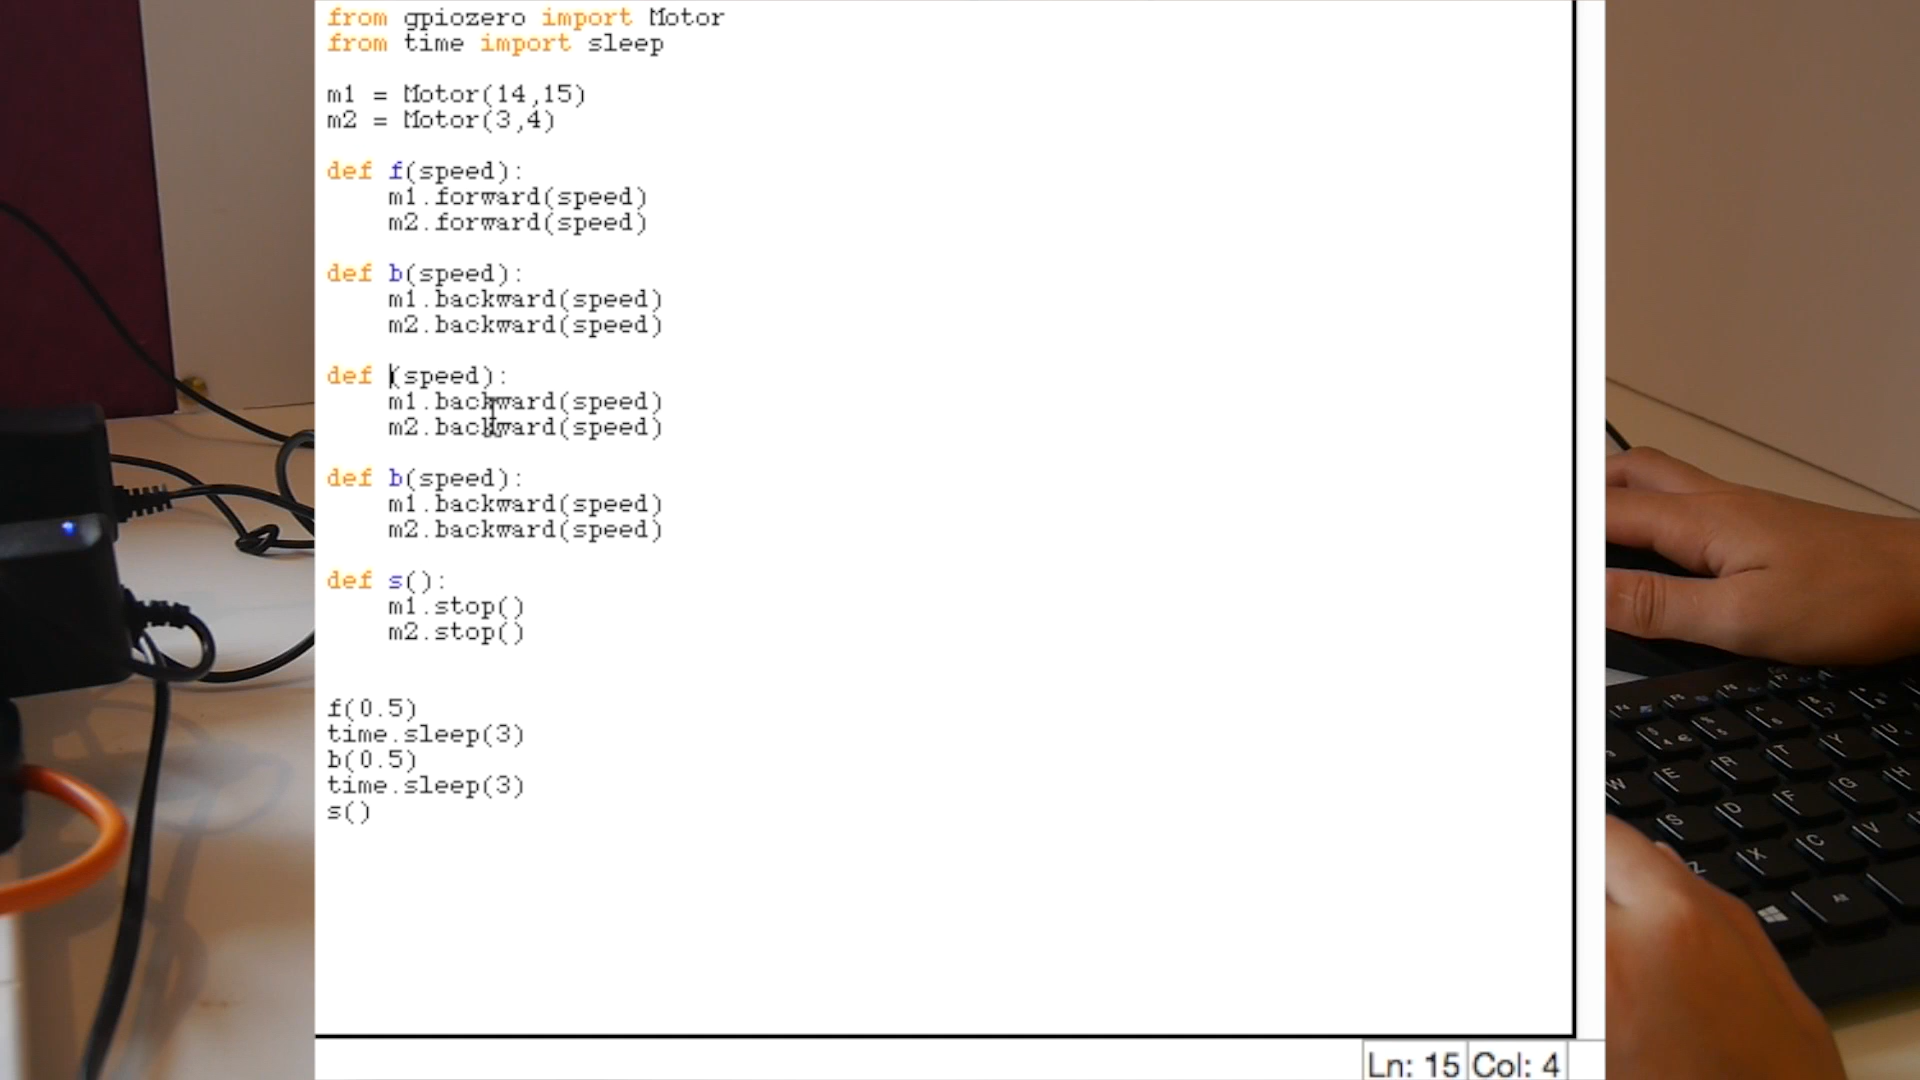 from gpiozero import Motor
from time import sleep
m1 = Motor(14,15)
m2 = Motor(3,4)
def f(speed):
m1.forward(speed)
m2.forward(speed)
def b(speed):
m1.backward(speed)
m2.backward(speed)
def (speed):
m1.backward(speed)
m2.backward(speed)
def b(speed):
m1.backward(speed)
m2.backward(speed)
def s():
m1.stop()
m2.stop()
f(0.5)
time.sleep(3)
b(0.5)
time.sleep(3)
s()
Ln: 15 Col: 4
T Y U
W E R
S D F G H
Z X C V
Alt